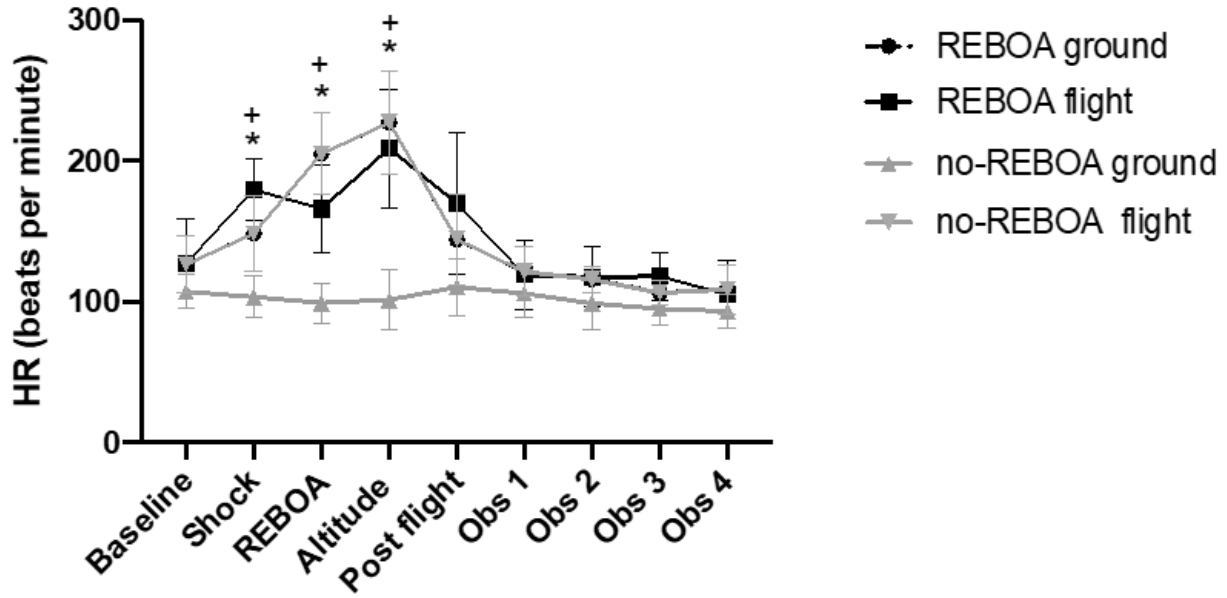 300
200
100
0
HR (beats per minute)
+
*
+
*
+
*
Baseline
Shock
REBOA
Altitude
Post flight
Obs 1
Obs 2
Obs 3
Obs 4
REBOA ground
REBOA flight
no-REBOA ground
no-REBOA flight